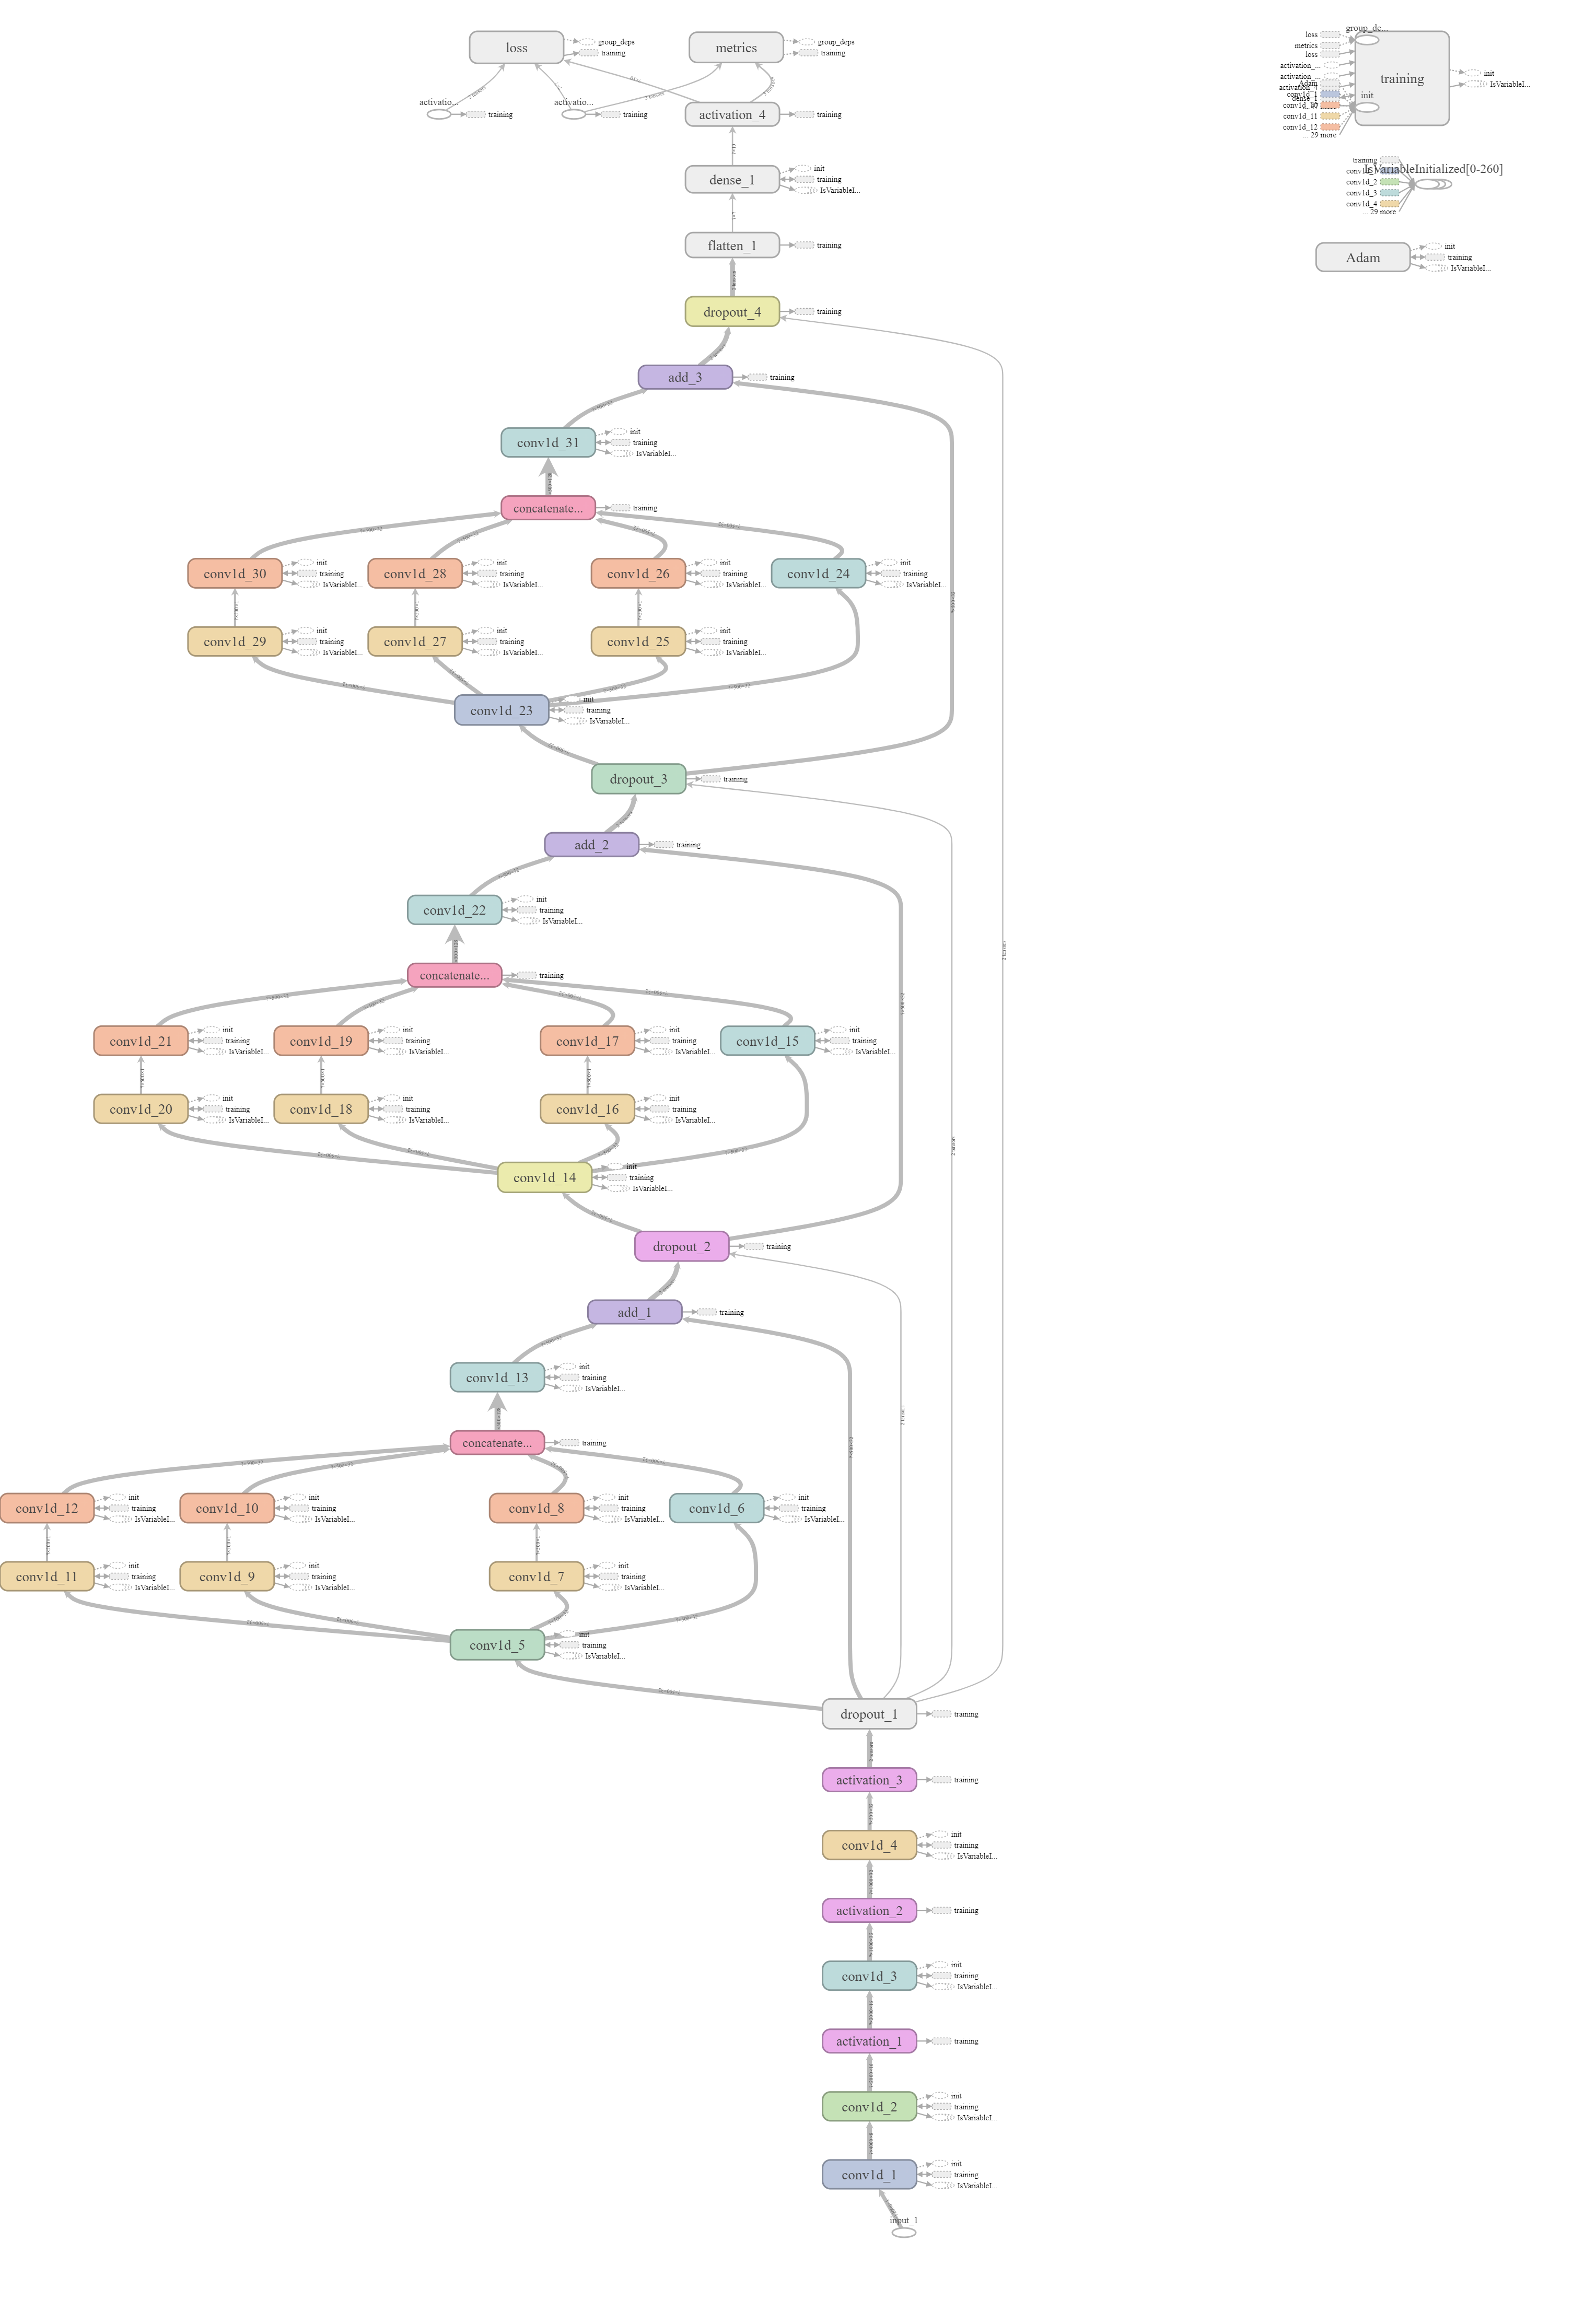 loss
group_deps
training
metrics
group_deps
training
activatio...
training
activatio...
training
activation_4
training
dense_1
init
training
IsVariableI...
flatten_1
training
dropout_4
training
add_3
training
conv1d_31
init
training
IsVariableI...
concatenate...
training
conv1d_30
init
training
IsVariableI...
conv1d_28
init
training
IsVariableI...
conv1d_26
init
training
IsVariableI...
conv1d_24
init
training
IsVariableI...
conv1d_29
init
training
IsVariableI...
conv1d_27
init
training
IsVariableI...
conv1d_25
init
training
IsVariableI...
conv1d_23
init
training
IsVariableI...
dropout_3
training
add_2
training
conv1d_22
init
training
IsVariableI...
concatenate...
training
conv1d_21
init
training
IsVariableI...
conv1d_19
init
training
IsVariableI...
conv1d_17
init
training
IsVariableI...
conv1d_15
init
training
IsVariableI...
conv1d_20
init
training
IsVariableI...
conv1d_18
init
training
IsVariableI...
conv1d_16
init
training
IsVariableI...
conv1d_14
init
training
IsVariableI...
dropout_2
training
add_1
training
conv1d_13
init
training
IsVariableI...
concatenate...
training
conv1d_12
init
training
IsVariableI...
conv1d_10
init
training
IsVariableI...
conv1d_8
init
training
IsVariableI...
conv1d_6
init
training
IsVariableI...
conv1d_11
init
training
IsVariableI...
conv1d_9
init
training
IsVariableI...
conv1d_7
init
training
IsVariableI...
conv1d_5
init
training
IsVariableI...
dropout_1
training
activation_3
training
conv1d_4
init
training
IsVariableI...
activation_2
training
conv1d_3
init
training
IsVariableI...
activation_1
training
conv1d_2
init
training
IsVariableI...
conv1d_1
init
training
IsVariableI...
input_1
group_de...
loss
metrics
loss
activation_...
activation_...
Adam
activation_4
conv1d_1
dense_1
conv1d_11
conv1d_12
... 29 more
training
init
init
IsVariableI...
IsVariableInitialized[0-260]
training
conv1d_2
conv1d_3
conv1d_4
... 29 more
Adam
init
training
IsVariableI...